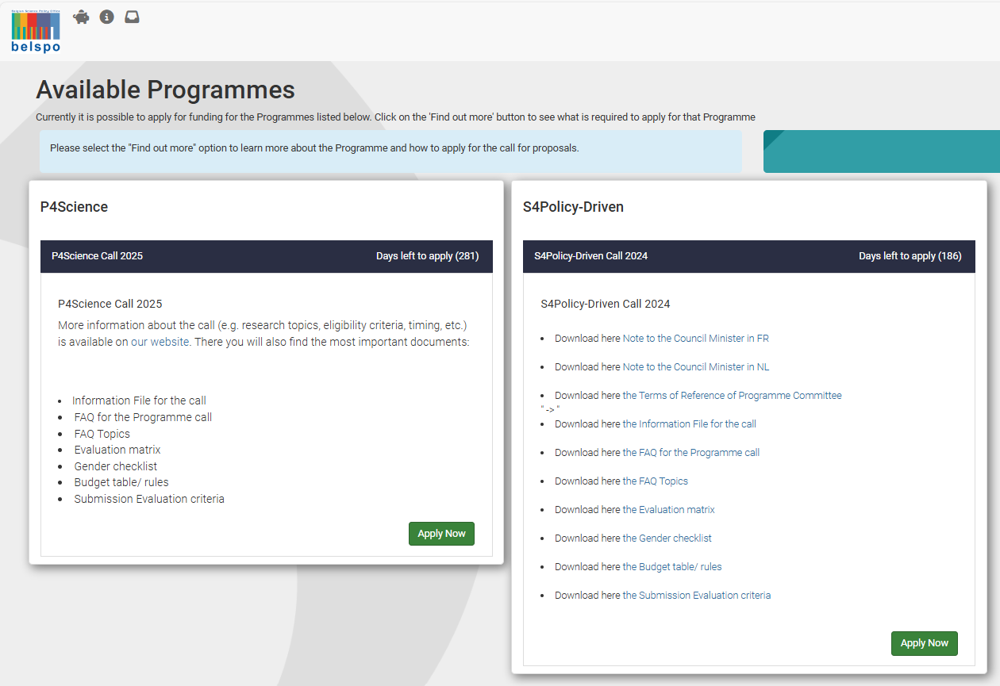 Belgian Science Policy Office
belspo
Available Programmes
Currently it is possible to apply for funding for the Programmes listed below. Click on the 'Find out more' button to see what is required to apply for that Programme
Please select the "Find out more" option to learn more about the Programme and how to apply for the call for proposals.
P4Science
P4Science Call 2025 Days left to apply (281)
P4Science Call 2025
More information about the call (e.g. research topics, eligibility criteria, timing, etc.)
is available on our website. There you will also find the most important documents:
• Information File for the call
• FAQ for the Programme call
• FAQ Topics
• Evaluation matrix
• Gender checklist
• Budget table/ rules
• Submission Evaluation criteria
Apply Now
S4Policy-Driven
S4Policy-Driven Call 2024 Days left to apply (186)
S4Policy-Driven Call 2024
• Download here Note to the Council Minister in FR
• Download here Note to the Council Minister in NL
• Download here the Terms of Reference of Programme Committee
" -> "
• Download here the Information File for the call
• Download here the FAQ for the Programme call
• Download here the FAQ Topics
• Download here the Evaluation matrix
• Download here the Gender checklist
• Download here the Budget table/ rules
• Download here the Submission Evaluation criteria
Apply Now